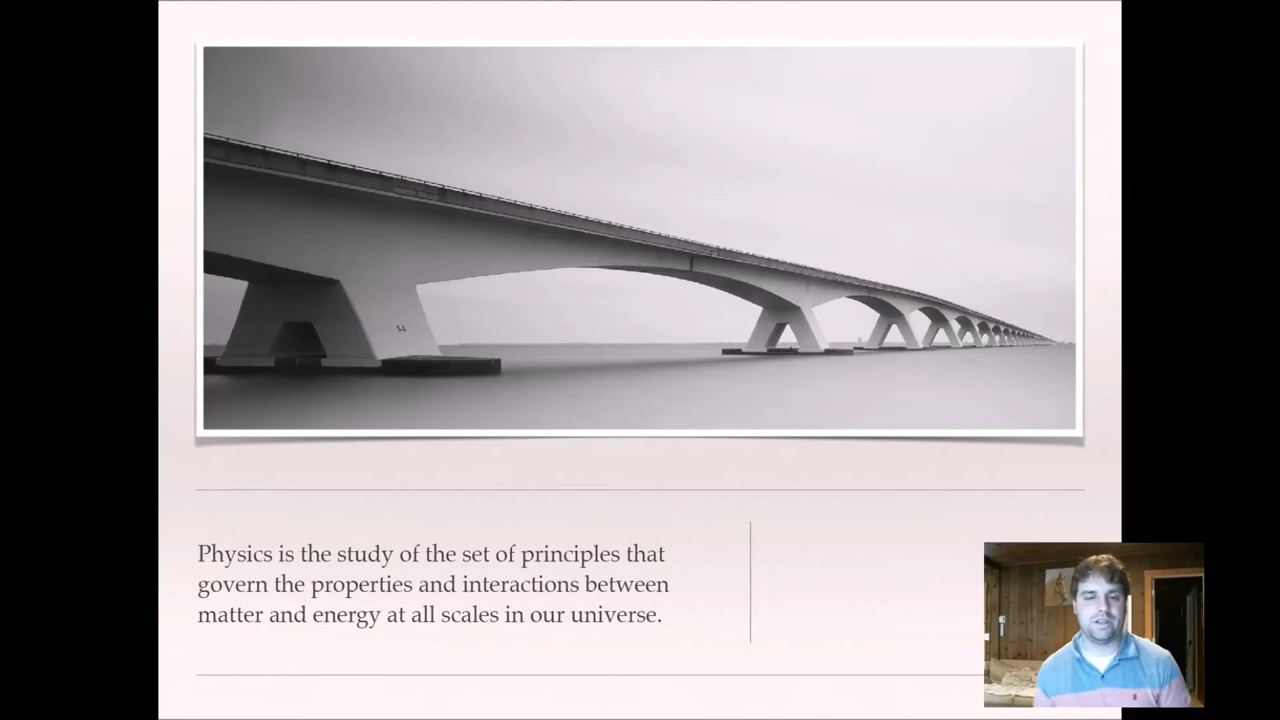 54
Physics is the study of the set of principles that
govern the properties and interactions between
matter and energy at all scales in our universe.